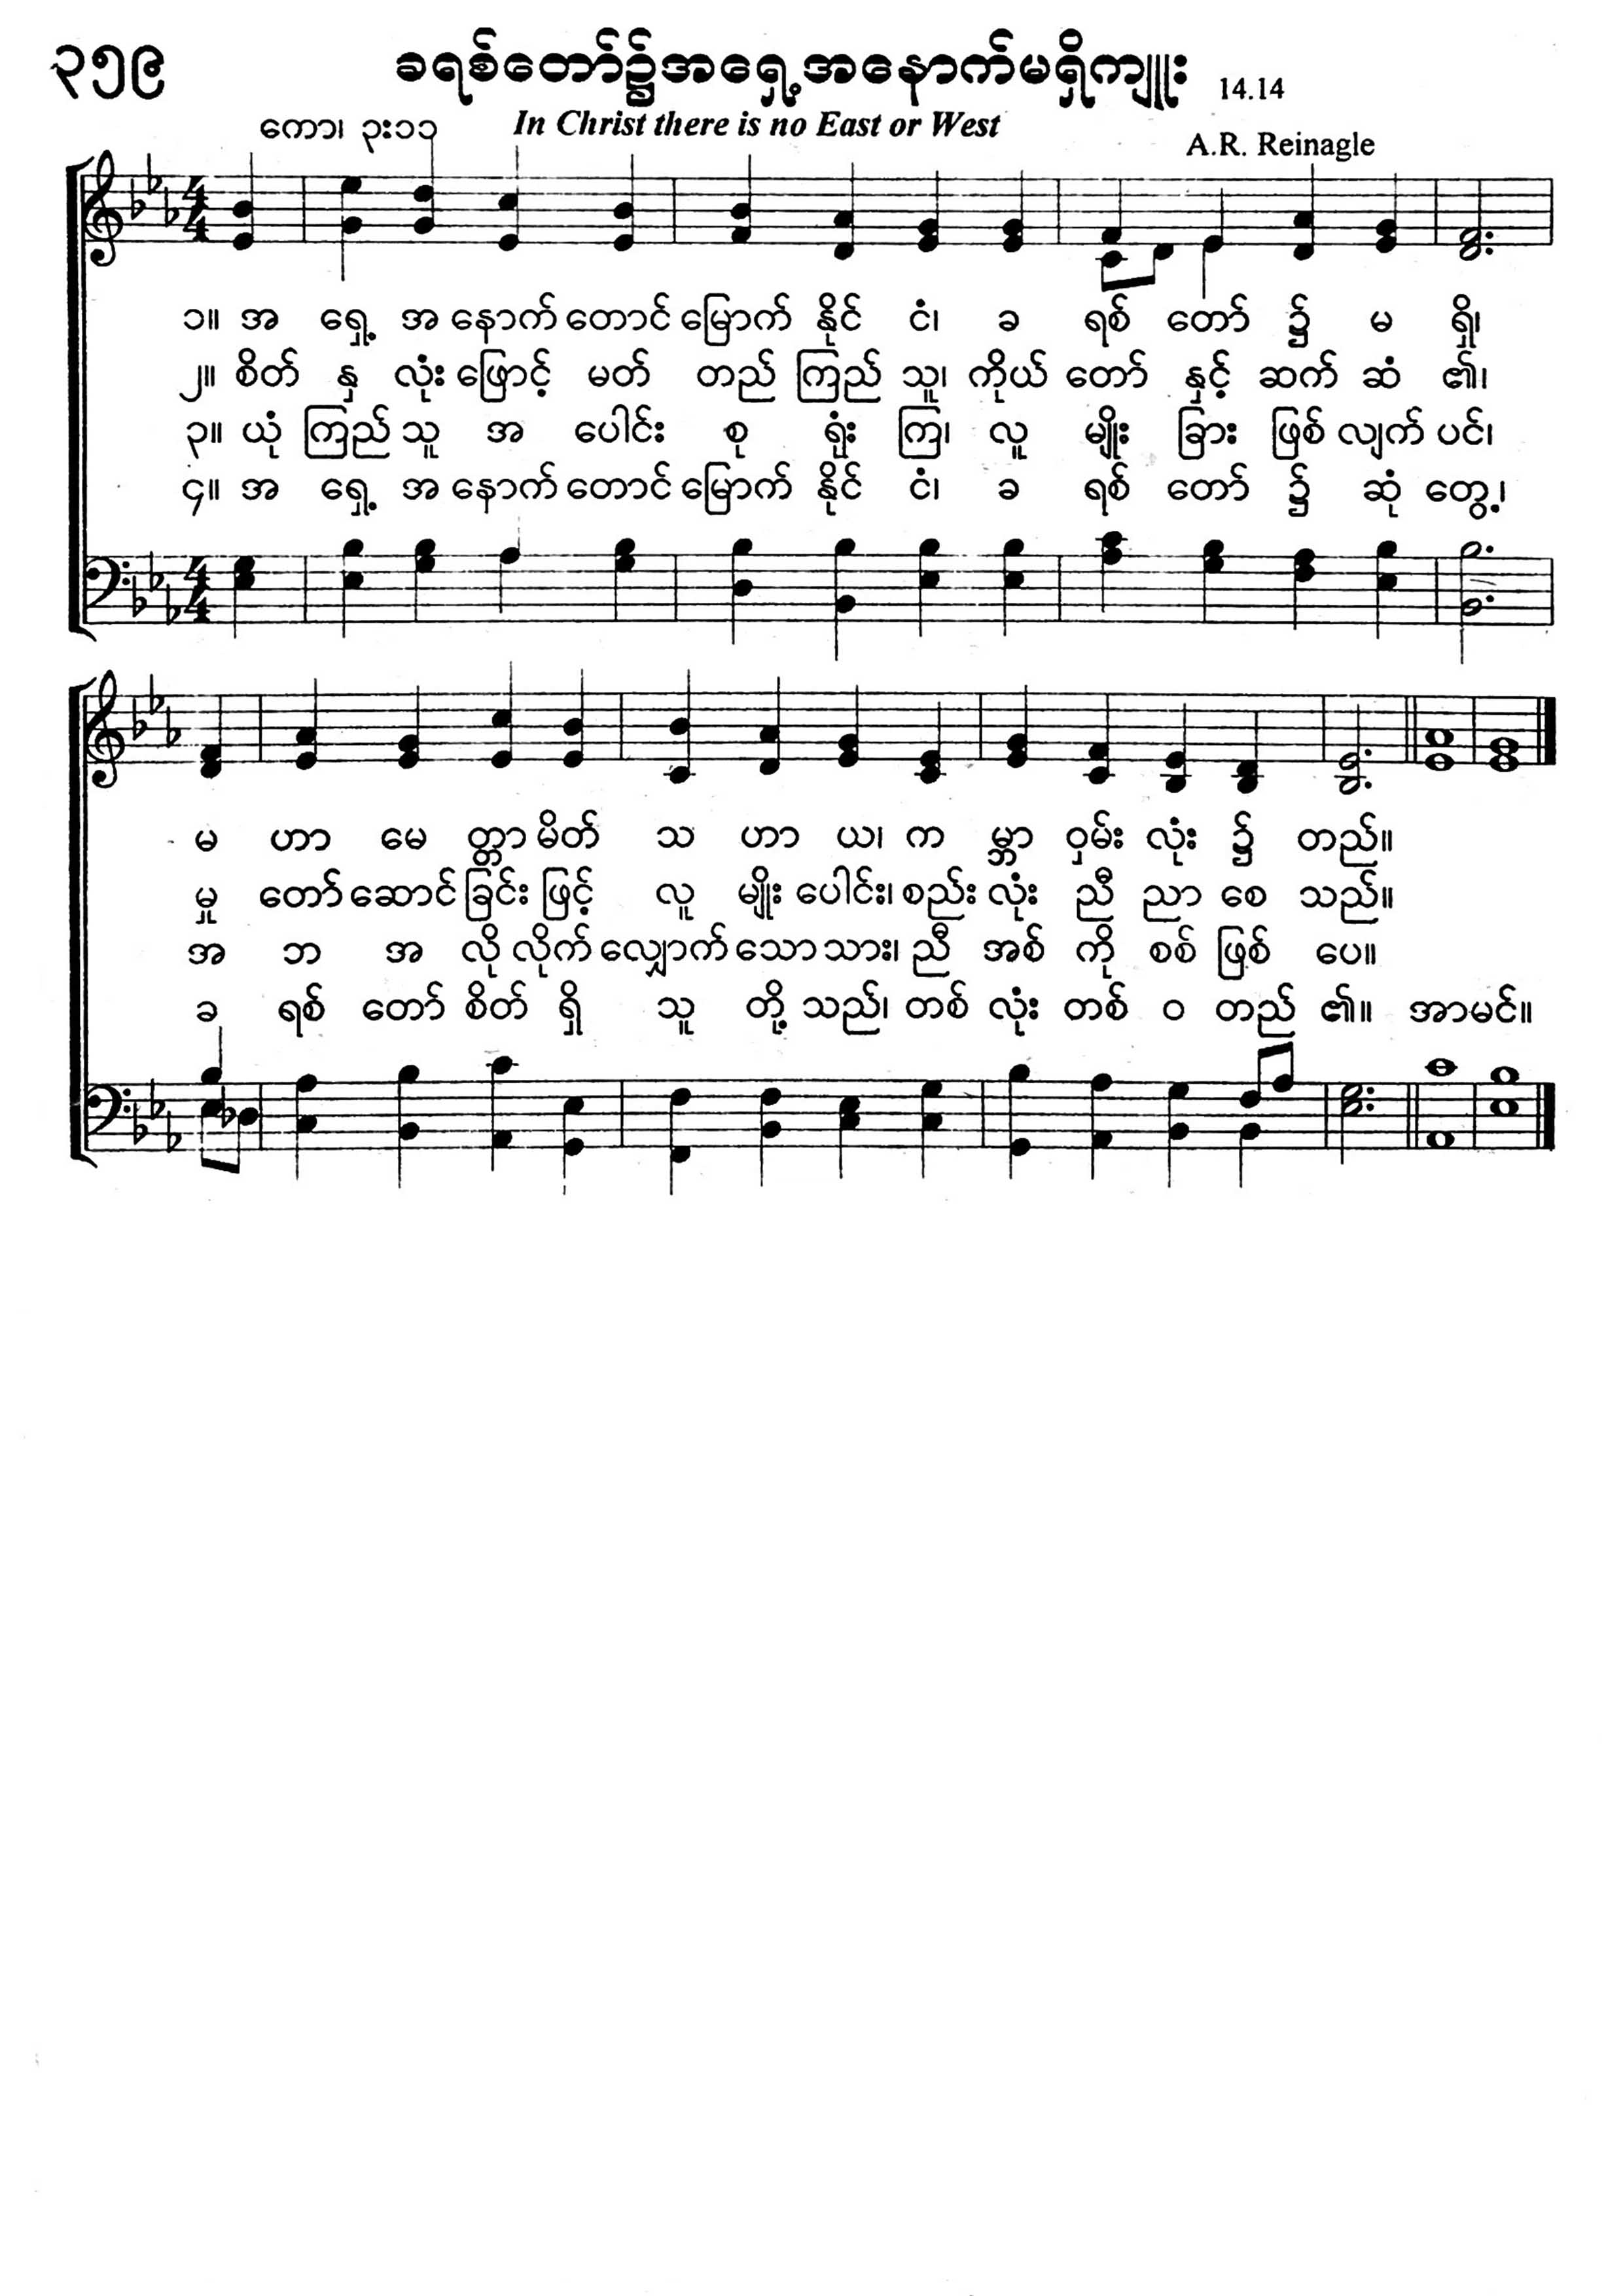 ၃၅၉ ခရစ်တော်၌အရှေ့အနောက်မရှိကျူး 14.14
ကော၊ ၃း၁၁ In Christ there is no East or West A.R. Reinagle
၁။ အ ရှေ့ အ နောက် တောင် မြောက် နိုင် ငံ၊ ခ ရစ် တော် ၌ မ ရှိ၊
၂။ စိတ် နှ လုံး ဖြောင့် မတ် တည် ကြည် သူ၊ ကိုယ် တော် နှင့် ဆက် ဆံ ၏၊
၃။ ယုံ ကြည် သူ အ ပေါင်း စု ရုံး ကြ၊ လူ မျိုး ခြား ဖြစ် လျက် ပင်၊
၄။ အ ရှေ့ အ နောက် တောင် မြောက် နိုင် ငံ၊ ခ ရစ် တော် ၌ ဆုံ တွေ့၊
မ ဟာ မေ တ္တာ မိတ် သ ဟာ ယ၊ က မ္ဘာ ဝှမ်း လုံး ၌ တည်။
မှု တော် ဆောင် ခြင်း ဖြင့် လူ မျိုး ပေါင်း၊ စည်း လုံး ညီ ညာ စေ သည်။
အ ဘ အ လို လိုက် လျှောက် သော သား၊ ညီ အစ် ကို စစ် ဖြစ် ပေ။
ခ ရစ် တော် စိတ် ရှိ သူ တို့ သည်၊ တစ် လုံး တစ် ဝ တည် ၏။ အာမင်။